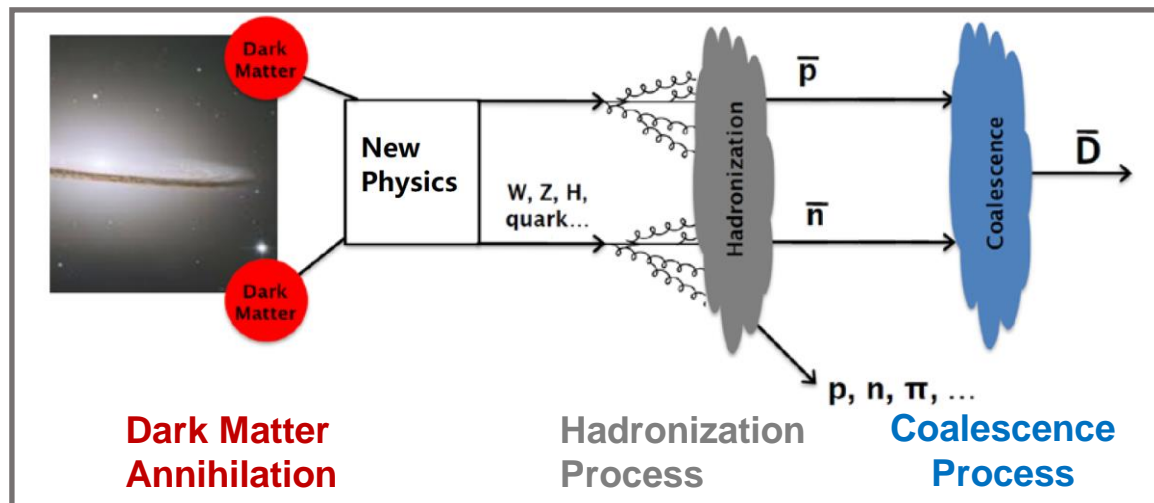 Dark
Matter
New
Physics
W, Z, H,
quark...
Dark
Matter
Hadronization
p̅
n̅
p, n, π, ...
Coalescence
D̅
Dark Matter
Annihilation
Hadronization
Process
Coalescence
Process